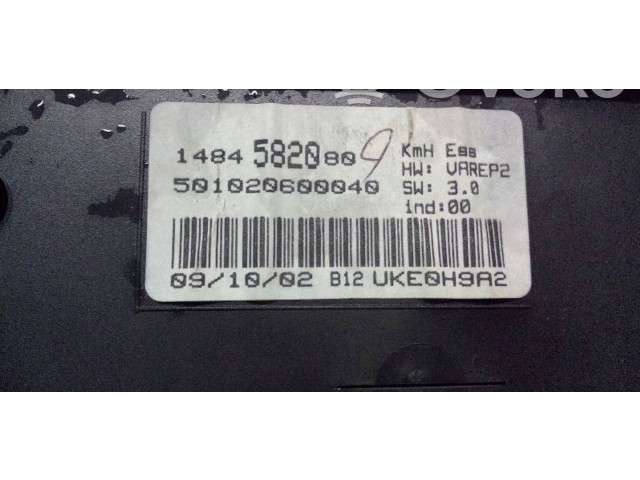 1484 5820 80 9 KmH Ess
HW: VAREP2
501020600040 SW: 3.0
ind:00
09/10/02 B12 UKE0H9A2